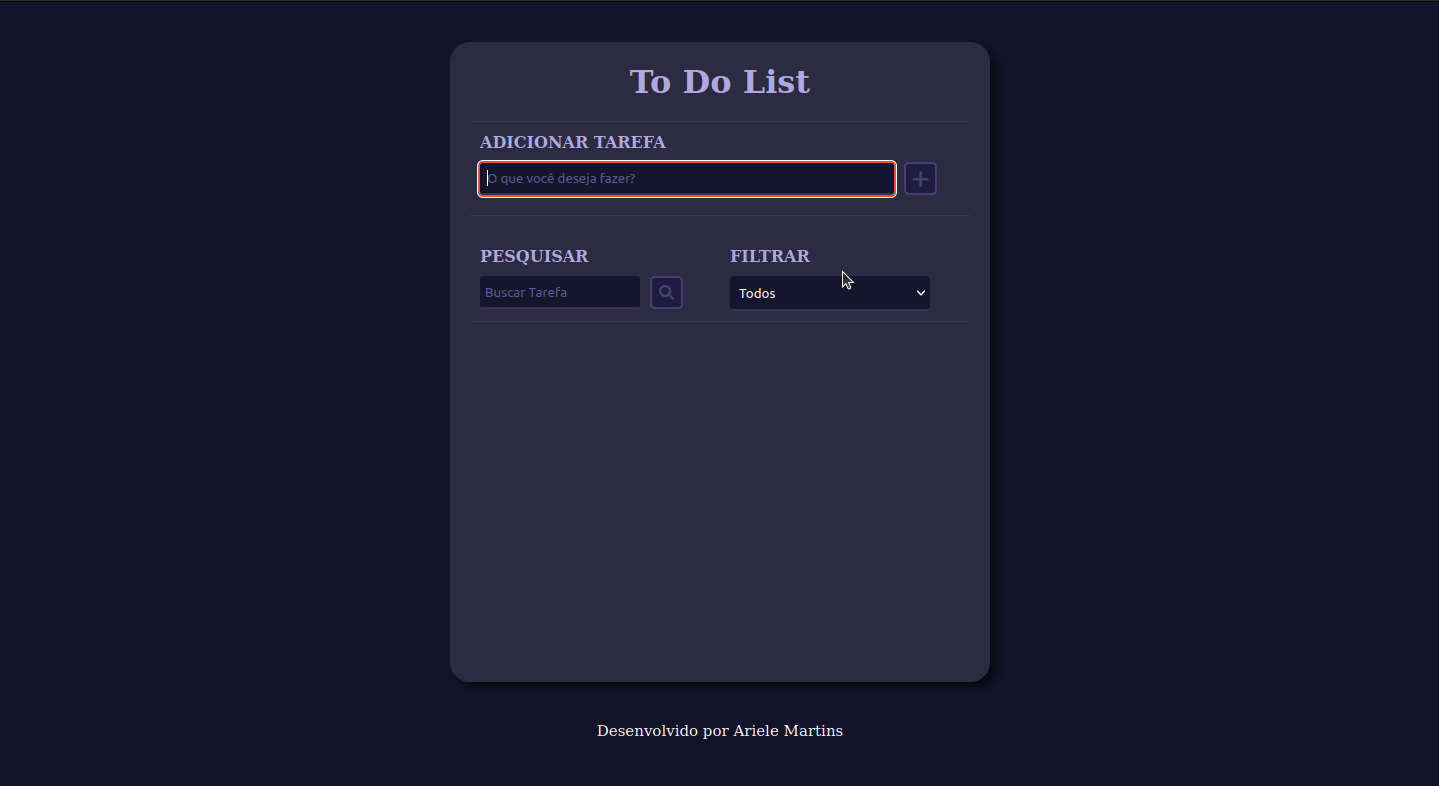 To Do List
ADICIONAR TAREFA
O que você deseja fazer?
PESQUISAR
FILTRAR
Buscar Tarefa
Todos
Desenvolvido por Ariele Martins